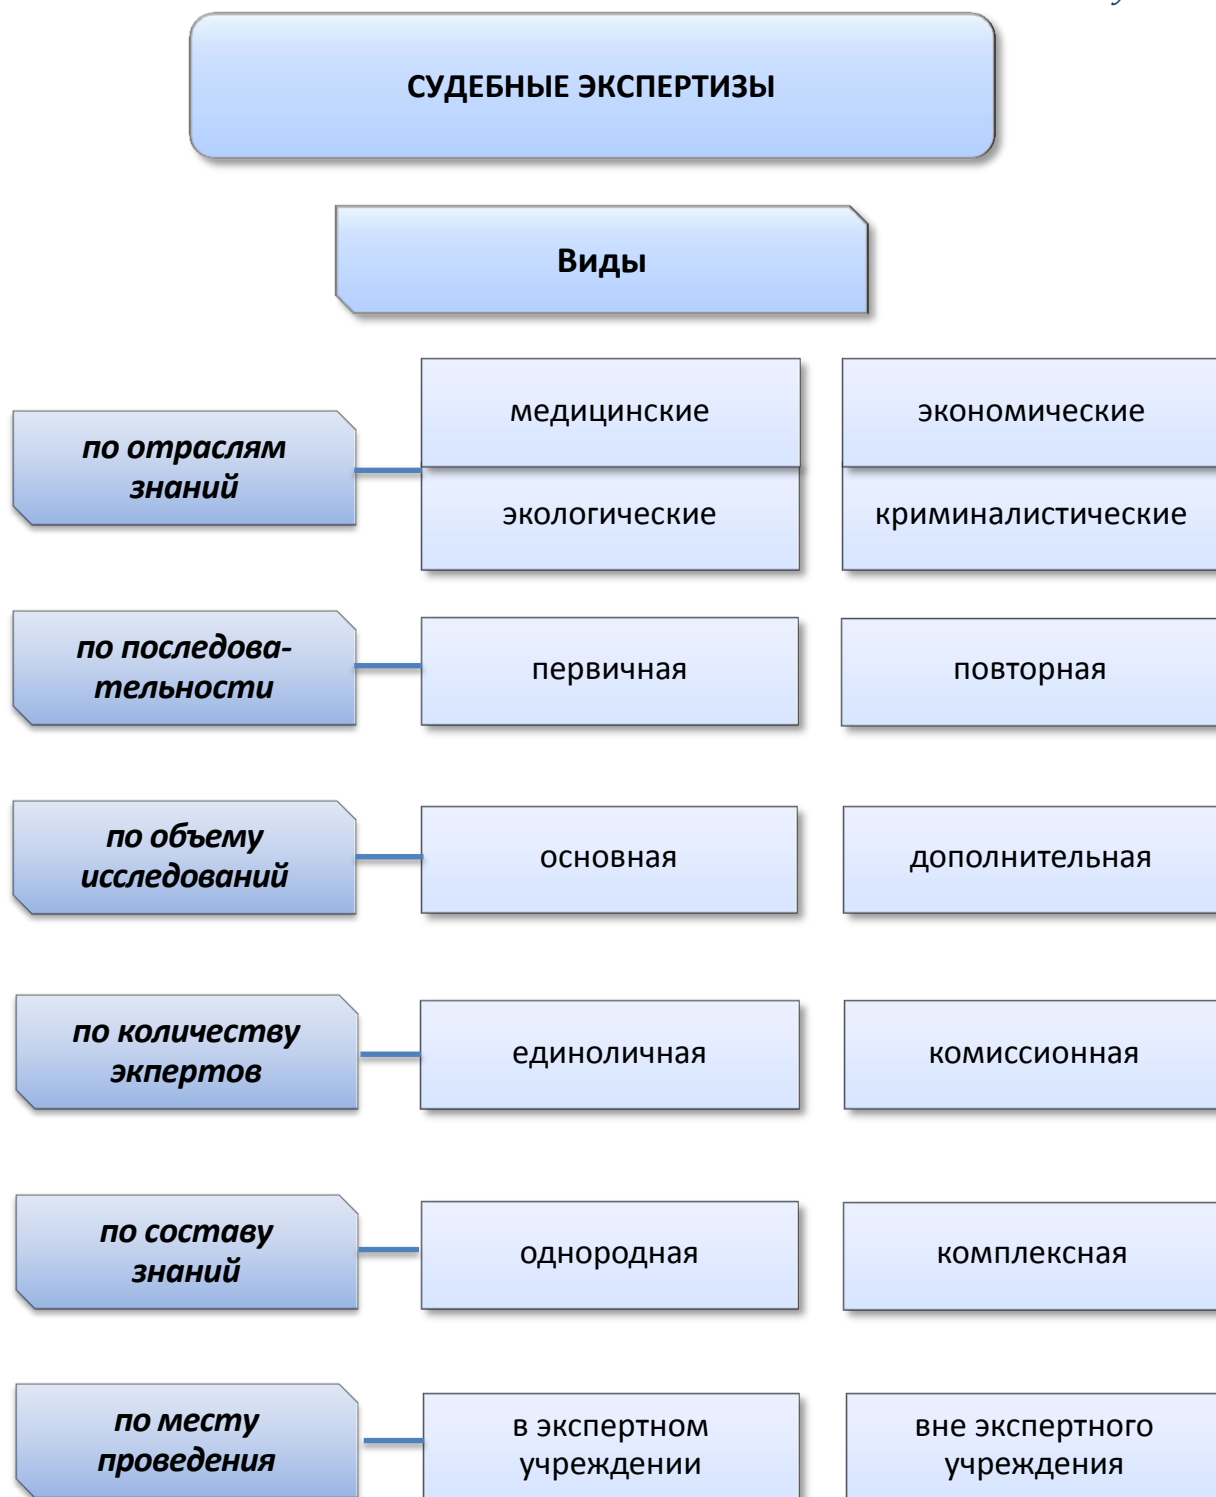 СУДЕБНЫЕ ЭКСПЕРТИЗЫ
Виды
по отраслям
знаний
медицинские
экономические
экологические
криминалистические
по последова-
тельности
первичная
повторная
по объему
исследований
основная
дополнительная
по количеству
экпертов
единоличная
комиссионная
по составу
знаний
однородная
комплексная
по месту
проведения
в экспертном
учреждении
вне экспертного
учреждения